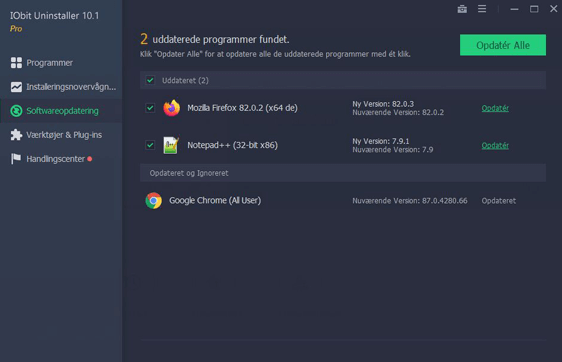 IObit Uninstaller 10.1
Pro
2 uddaterede programmer fundet.
Klik "Opdater Alle" for at opdatere alle de uddaterede programmer med ét klik.
Opdatér Alle
Programmer
Installeringsnovervågn...
Softwareopdatering
Værktøjer & Plug-ins
Handlingscenter
Uddateret (2)
Mozilla Firefox 82.0.2 (x64 de)
Ny Version: 82.0.3
Nuværende Version: 82.0.2
Opdatér
Notepad++ (32-bit x86)
Ny Version: 7.9.1
Nuværende Version: 7.9
Opdatér
Opdateret og Ignoreret
Google Chrome (All User)
Nuværende Version: 87.0.4280.66
Opdateret